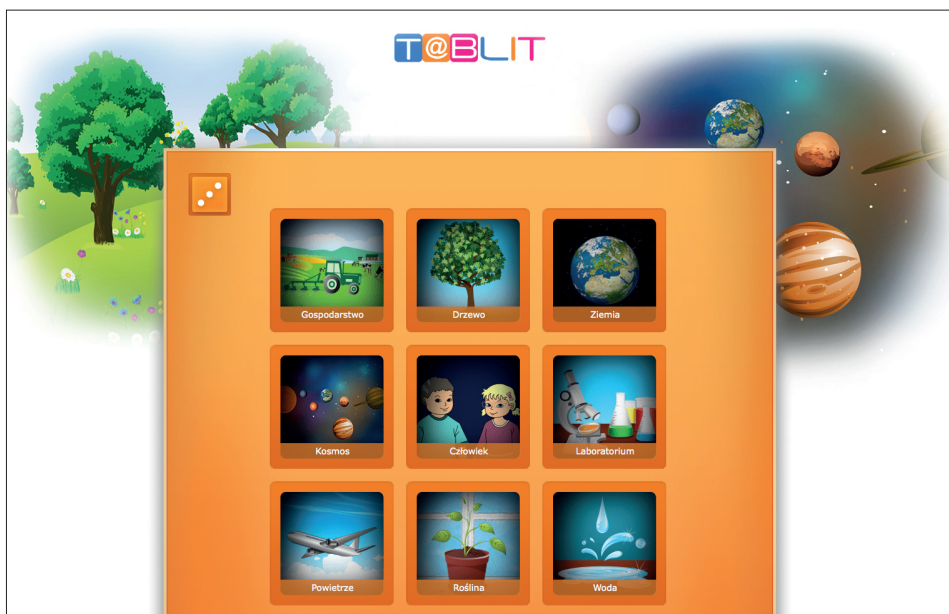 T@BLIT
Gospodarstwo
Drzewo
Ziemia
Kosmos
Człowiek
Laboratorium
Powietrze
Roślina
Woda